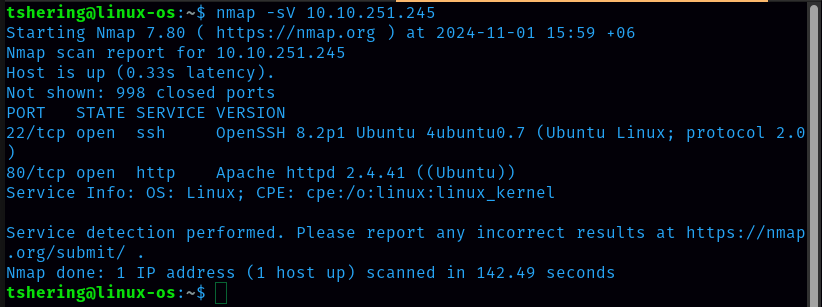 tshering@linux-os:~$ nmap -sV 10.10.251.245
Starting Nmap 7.80 ( https://nmap.org ) at 2024-11-01 15:59 +06
Nmap scan report for 10.10.251.245
Host is up (0.33s latency).
Not shown: 998 closed ports
PORT   STATE SERVICE VERSION
22/tcp open  ssh     OpenSSH 8.2p1 Ubuntu 4ubuntu0.7 (Ubuntu Linux; protocol 2.0
)
80/tcp open  http    Apache httpd 2.4.41 ((Ubuntu))
Service Info: OS: Linux; CPE: cpe:/o:linux:linux_kernel

Service detection performed. Please report any incorrect results at https://nmap
.org/submit/ .
Nmap done: 1 IP address (1 host up) scanned in 142.49 seconds
tshering@linux-os:~$